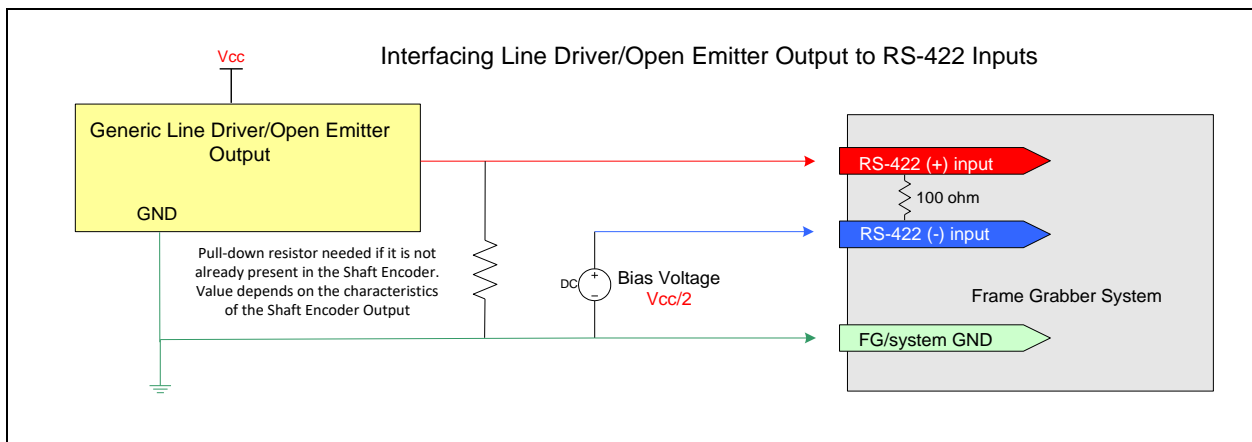 Interfacing Line Driver/Open Emitter Output to RS-422 Inputs
Vcc
Generic Line Driver/Open Emitter
Output
GND
Pull-down resistor needed if it is not
already present in the Shaft Encoder.
Value depends on the characteristics
of the Shaft Encoder Output
DC
+
−
Bias Voltage
Vcc/2
RS-422 (+) input
100 ohm
RS-422 (-) input
Frame Grabber System
FG/system GND